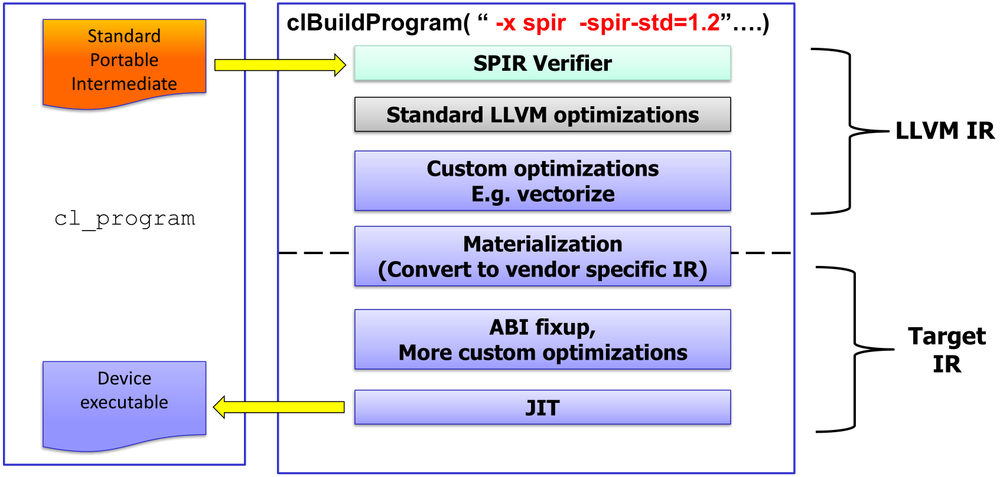 Standard
Portable
Intermediate
cl_program
Device
executable
clBuildProgram( “ -x spir  -spir-std=1.2”....)
SPIR Verifier
Standard LLVM optimizations
Custom optimizations
E.g. vectorize
Materialization
(Convert to vendor specific IR)
ABI fixup,
More custom optimizations
JIT
LLVM IR
Target
IR